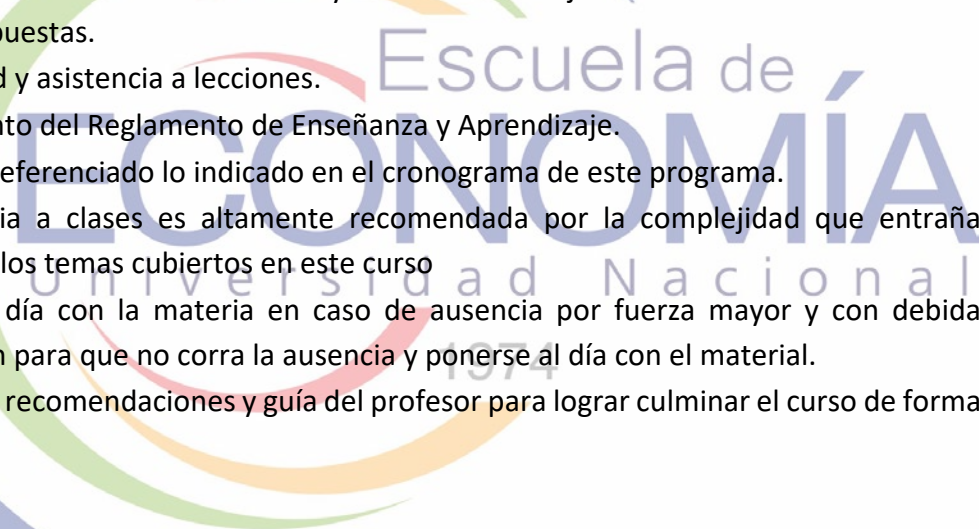 puestas.
Escuela de
d y asistencia a lecciones.
ECONOMÍA
nto del Reglamento de Enseñanza y Aprendizaje.
eferenciado lo indicado en el cronograma de este programa.
ia a clases es altamente recomendada por la complejidad que entraña
los temas cubiertos en este curso
Universidad Nacional
día con la materia en caso de ausencia por fuerza mayor y con debida
n para que no corra la ausencia y ponerse al día con el material.
1974
recomendaciones y guía del profesor para lograr culminar el curso de forma